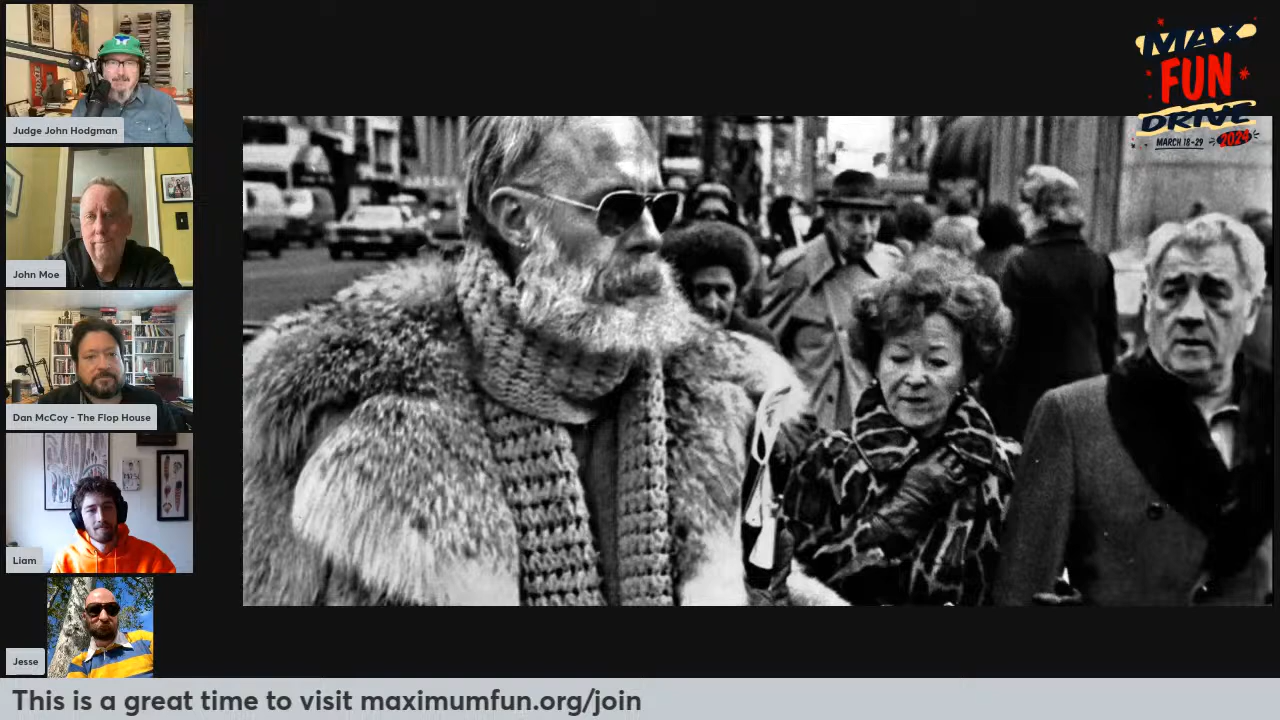 Judge John Hodgman
John Moe
Dan McCoy - The Flop House
Liam
Jesse
MAX
FUN
DRIVE
MARCH 18-29
2024
MOXIE
This is a great time to visit maximumfun.org/join